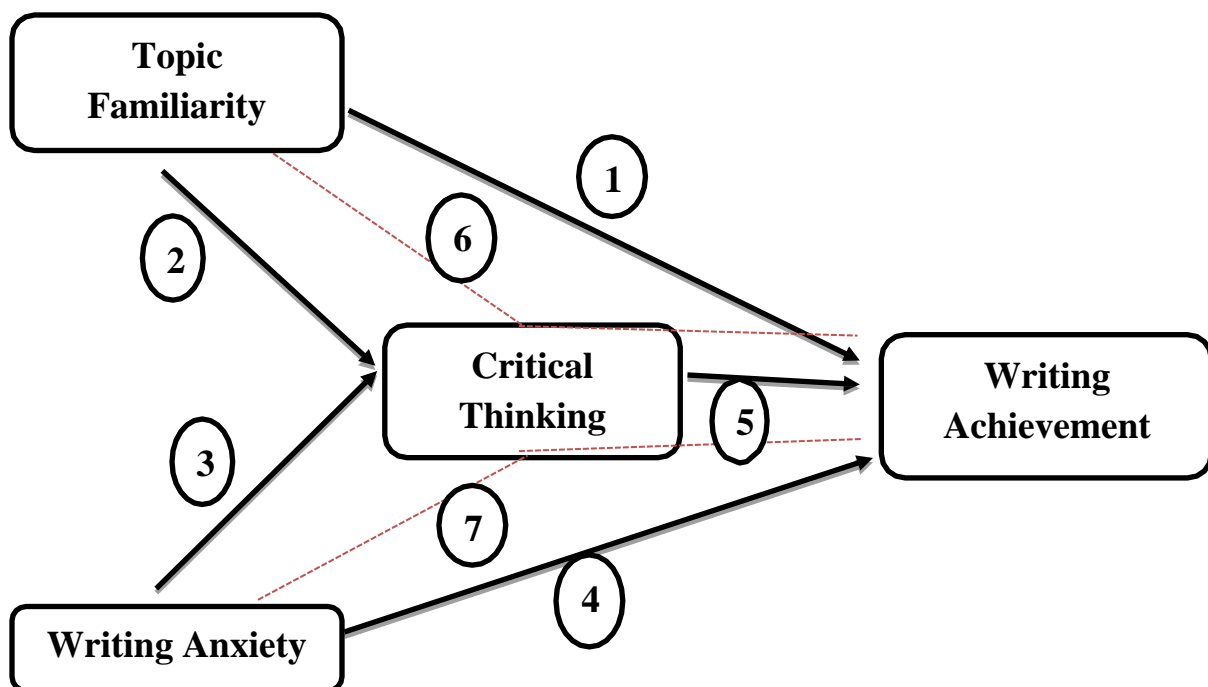 Topic
Familiarity
1
6
2
Critical
Thinking
Writing
Achievement
5
3
7
4
Writing Anxiety